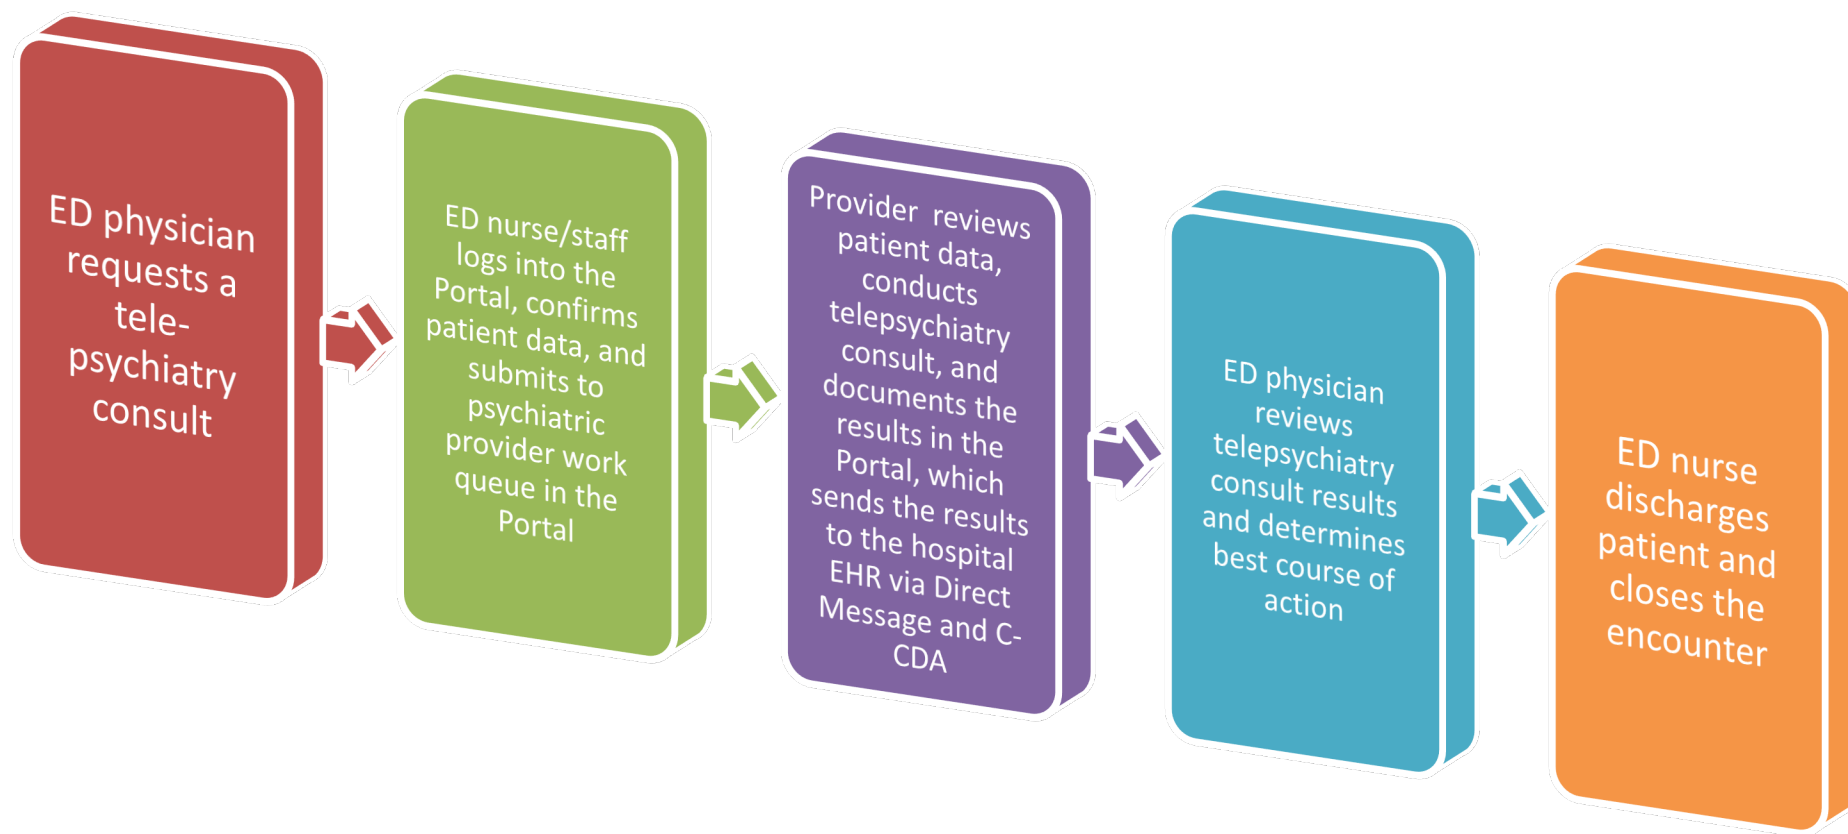 ED physician
requests a
tele-
psychiatry
consult
ED nurse/staff
logs into the
Portal, confirms
patient data, and
submits to
psychiatric
provider work
queue in the
Portal
Provider reviews
patient data,
conducts
telepsychiatry
consult, and
documents the
results in the
Portal, which
sends the results
to the hospital
EHR via Direct
Message and C-
CDA
ED physician
reviews
telepsychiatry
consult results
and determines
best course of
action
ED nurse
discharges
patient and
closes the
encounter